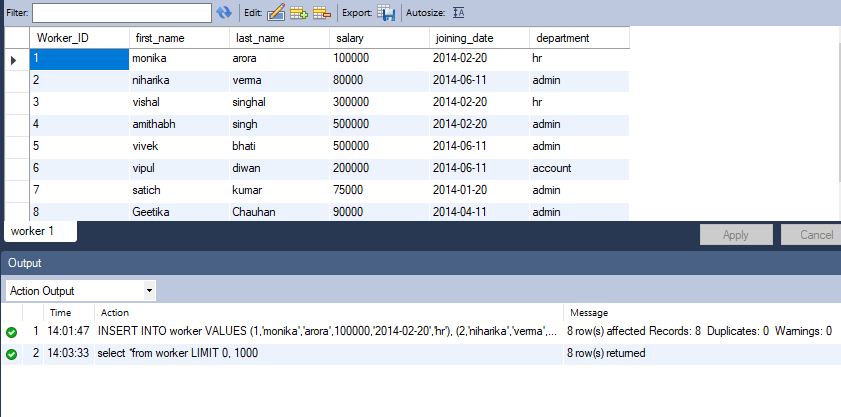 Filter: Edit: Export: Autosize:
Worker_ID first_name last_name salary joining_date department
1 monika arora 100000 2014-02-20 hr
2 niharika verma 80000 2014-06-11 admin
3 vishal singhal 300000 2014-02-20 hr
4 amithabh singh 500000 2014-02-20 admin
5 vivek bhati 500000 2014-06-11 admin
6 vipul diwan 200000 2014-06-11 account
7 satich kumar 75000 2014-01-20 admin
8 Geetika Chauhan 90000 2014-04-11 admin
worker 1 Apply Cancel
Output
Action Output
Time Action Message
1 14:01:47 INSERT INTO worker VALUES (1,'monika','arora',100000,'2014-02-20','hr'), (2,'niharika','verma',... 8 row(s) affected Records: 8 Duplicates: 0 Warnings: 0
2 14:03:33 select *from worker LIMIT 0, 1000 8 row(s) returned